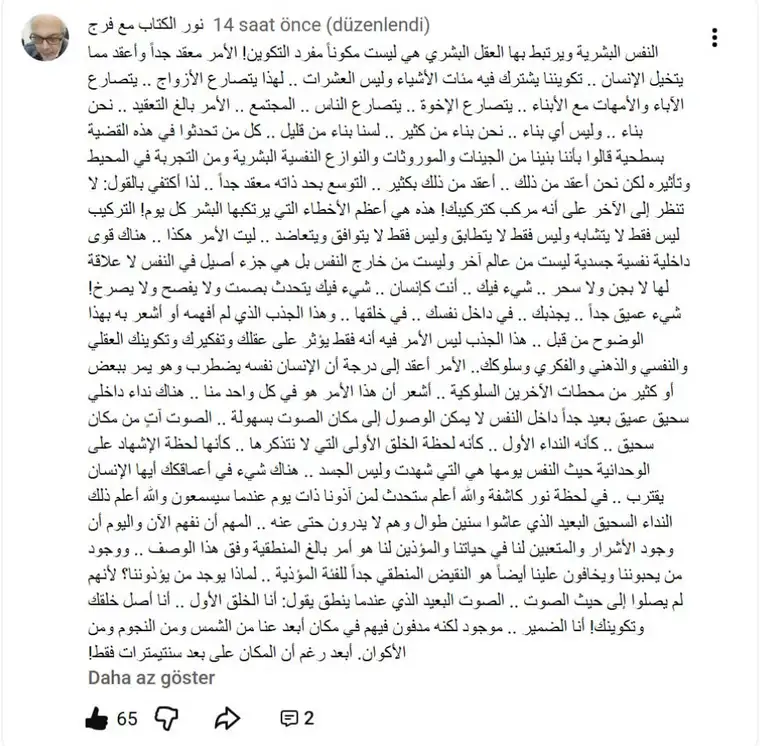 نور الكتاب مع فرج 14 saat önce (düzenlendi)
النفس البشرية ويرتبط بها العقل البشري هي ليست مكوناً مفرد التكوين! الأمر معقد جداً وأعقد مما
يتخيل الإنسان .. تكويننا يشترك فيه مئات الأشياء وليس العشرات .. لهذا يتصارع الأزواج .. يتصارع
الآباء والأمهات مع الأبناء .. يتصارع الإخوة .. يتصارع الناس .. المجتمع .. الأمر بالغ التعقيد .. نحن
بناء .. وليس أي بناء .. نحن بناء من كثير .. لسنا بناء من قليل .. كل من تحدثوا في هذه القضية
بسطحية قالوا بأننا بنينا من الجينات والموروثات والنوازع النفسية البشرية ومن التجربة في المحيط
وتأثيره لكن نحن أعقد من ذلك .. أعقد من ذلك بكثير .. التوسع بحد ذاته معقد جداً .. لذا أكتفي بالقول: لا
تنظر إلى الآخر على أنه مركب كتركيبك! هذه هي أعظم الأخطاء التي يرتكبها البشر كل يوم! التركيب
ليس فقط لا يتشابه وليس فقط لا يتطابق وليس فقط لا يتوافق ويتعاضد .. ليت الأمر هكذا .. هناك قوى
داخلية نفسية جسدية ليست من عالم آخر وليست من خارج النفس بل هي جزء أصيل في النفس لا علاقة
لها لا بجن ولا سحر .. شيء فيك .. أنت كإنسان .. شيء فيك يتحدث بصمت ولا يفصح ولا يصرخ!
شيء عميق جداً .. يجذبك .. في داخل نفسك .. في خلقها .. وهذا الجذب الذي لم أفهمه أو أشعر به بهذا
الوضوح من قبل .. هذا الجذب ليس الأمر فيه أنه فقط يؤثر على عقلك وتفكيرك وتكوينك العقلي
والنفسي والذهني والفكري وسلوكك.. الأمر أعقد إلى درجة أن الإنسان نفسه يضطرب وهو يمر ببعض
أو كثير من محطات الآخرين السلوكية .. أشعر أن هذا الأمر هو في كل واحد منا .. هناك نداء داخلي
سحيق عميق بعيد جداً داخل النفس لا يمكن الوصول إلى مكان الصوت بسهولة .. الصوت آتٍ من مكان
سحيق .. كأنه النداء الأول .. كأنه لحظة الخلق الأولى التي لا نتذكرها .. كأنها لحظة الإشهاد على
الوحدانية حيث النفس يومها هي التي شهدت وليس الجسد .. هناك شيء في أعماقكك أيها الإنسان
يقترب .. في لحظة نور كاشفة والله أعلم ستحدث لمن آذونا ذات يوم عندما سيسمعون والله أعلم ذلك
النداء السحيق البعيد الذي عاشوا سنين طوال وهم لا يدرون حتى عنه .. المهم أن نفهم الآن واليوم أن
وجود الأشرار والمتعبين لنا في حياتنا والمؤذين لنا هو أمر بالغ المنطقية وفق هذا الوصف .. ووجود
من يحبوننا ويخافون علينا أيضاً هو النقيض المنطقي جداً للفئة المؤذية .. لماذا يوجد من يؤذوننا؟ لأنهم
لم يصلوا إلى حيث الصوت .. الصوت البعيد الذي عندما ينطق يقول: أنا الخلق الأول .. أنا أصل خلقك
وتكوينك! أنا الضمير .. موجود لكنه مدفون فيهم في مكان أبعد عنا من الشمس ومن النجوم ومن
الأكوان. أبعد رغم أن المكان على بعد سنتيمترات فقط!
Daha az göster
65 2